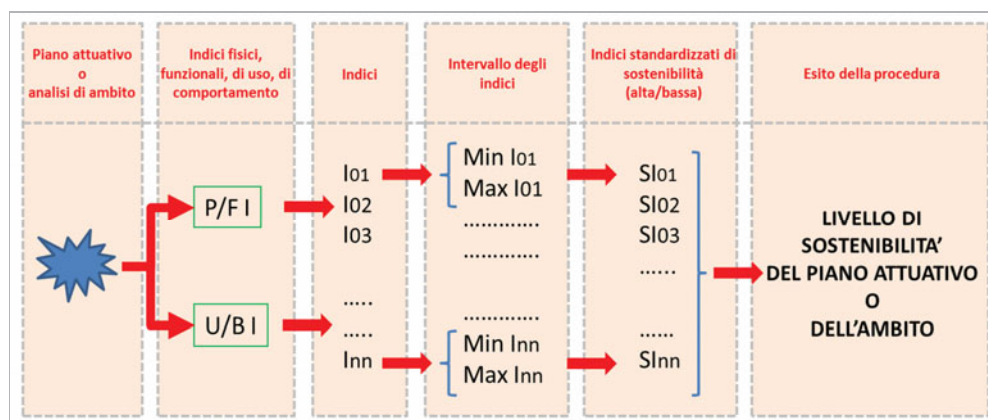 Piano attuativo
o
analisi di ambito
Indici fisici,
funzionali, di uso, di
comportamento
Indici
Intervallo degli
indici
Indici standardizzati di
sostenibilità
(alta/bassa)
Esito della procedura
P/F I
U/B I
I01
I02
I03
.....
.....
Inn
Min I01
Max I01
.............
.............
.............
Min Inn
Max Inn
SI01
SI02
SI03
......
......
SInn
LIVELLO DI
SOSTENIBILITA’
DEL PIANO ATTUATIVO
O
DELL’AMBITO